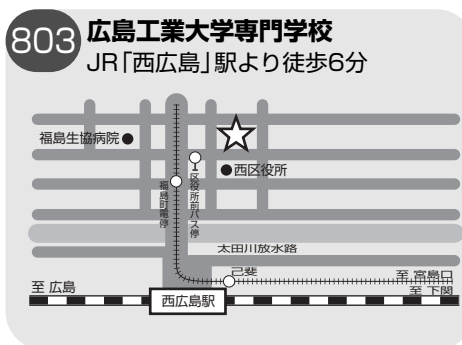 803
広島工業大学専門学校
JR「西広島」駅より徒歩6分
福島生協病院
西区役所
区役所前バス停
福島町電停
太田川放水路
己斐
至 広島
至 宮島口
至 下関
西広島駅